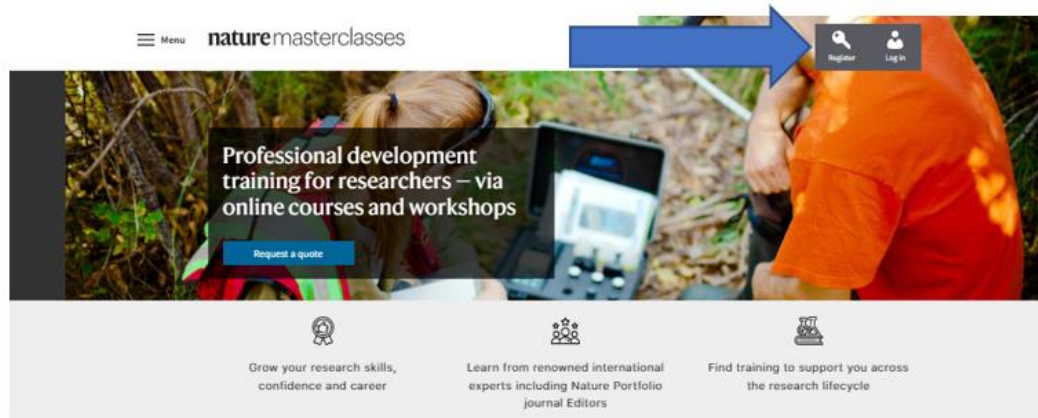 Menu
nature masterclasses
Register
Log in
Professional development
training for researchers – via
online courses and workshops
Request a quote
Grow your research skills,
confidence and career
Learn from renowned international
experts including Nature Portfolio
journal Editors
Find training to support you across
the research lifecycle